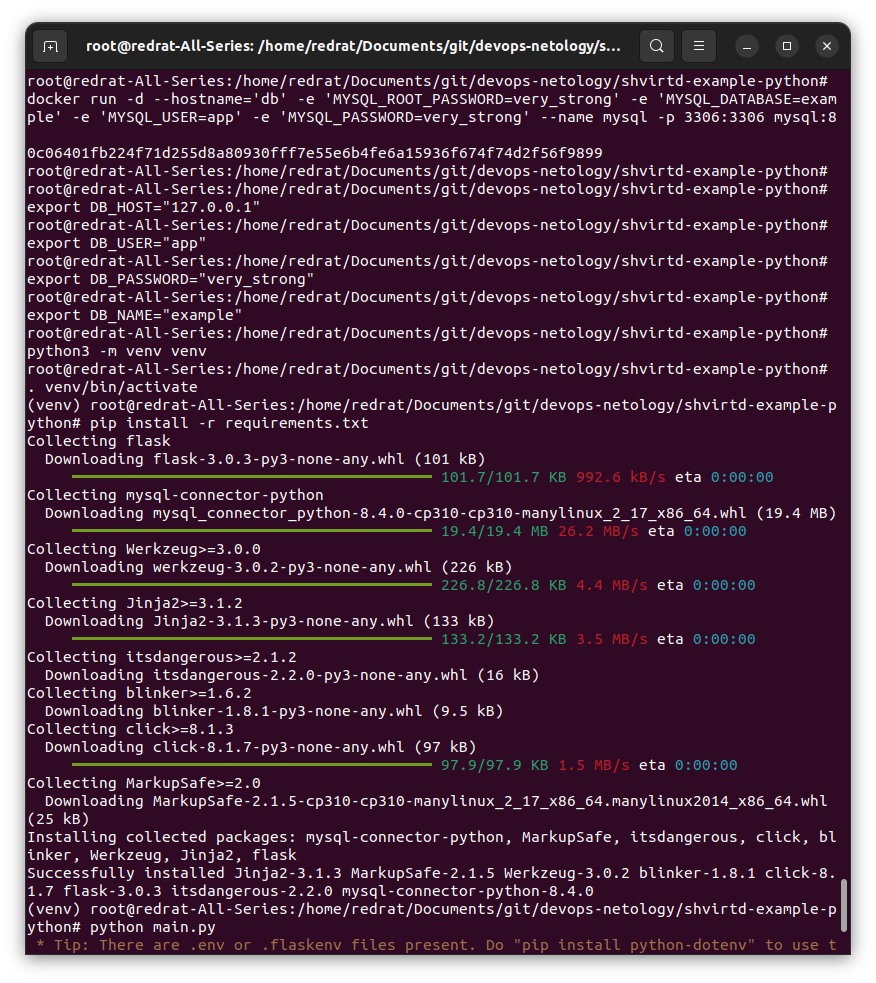 root@redrat-All-Series: /home/redrat/Documents/git/devops-netology/s...
root@redrat-All-Series:/home/redrat/Documents/git/devops-netology/shvirtd-example-python#
docker run -d --hostname='db' -e 'MYSQL_ROOT_PASSWORD=very_strong' -e 'MYSQL_DATABASE=exam
ple' -e 'MYSQL_USER=app' -e 'MYSQL_PASSWORD=very_strong' --name mysql -p 3306:3306 mysql:8
0c06401fb224f71d255d8a80930fff7e55e6b4fe6a15936f674f74d2f56f9899
root@redrat-All-Series:/home/redrat/Documents/git/devops-netology/shvirtd-example-python#
root@redrat-All-Series:/home/redrat/Documents/git/devops-netology/shvirtd-example-python#
export DB_HOST="127.0.0.1"
root@redrat-All-Series:/home/redrat/Documents/git/devops-netology/shvirtd-example-python#
export DB_USER="app"
root@redrat-All-Series:/home/redrat/Documents/git/devops-netology/shvirtd-example-python#
export DB_PASSWORD="very_strong"
root@redrat-All-Series:/home/redrat/Documents/git/devops-netology/shvirtd-example-python#
export DB_NAME="example"
root@redrat-All-Series:/home/redrat/Documents/git/devops-netology/shvirtd-example-python#
python3 -m venv venv
root@redrat-All-Series:/home/redrat/Documents/git/devops-netology/shvirtd-example-python#
. venv/bin/activate
(venv) root@redrat-All-Series:/home/redrat/Documents/git/devops-netology/shvirtd-example-p
ython# pip install -r requirements.txt
Collecting flask
  Downloading flask-3.0.3-py3-none-any.whl (101 kB)
101.7/101.7 KB 992.6 kB/s eta 0:00:00
Collecting mysql-connector-python
  Downloading mysql_connector_python-8.4.0-cp310-cp310-manylinux_2_17_x86_64.whl (19.4 MB)
19.4/19.4 MB 26.2 MB/s eta 0:00:00
Collecting Werkzeug>=3.0.0
  Downloading werkzeug-3.0.2-py3-none-any.whl (226 kB)
226.8/226.8 KB 4.4 MB/s eta 0:00:00
Collecting Jinja2>=3.1.2
  Downloading Jinja2-3.1.3-py3-none-any.whl (133 kB)
133.2/133.2 KB 3.5 MB/s eta 0:00:00
Collecting itsdangerous>=2.1.2
  Downloading itsdangerous-2.2.0-py3-none-any.whl (16 kB)
Collecting blinker>=1.6.2
  Downloading blinker-1.8.1-py3-none-any.whl (9.5 kB)
Collecting click>=8.1.3
  Downloading click-8.1.7-py3-none-any.whl (97 kB)
97.9/97.9 KB 1.5 MB/s eta 0:00:00
Collecting MarkupSafe>=2.0
  Downloading MarkupSafe-2.1.5-cp310-cp310-manylinux_2_17_x86_64.manylinux2014_x86_64.whl
(25 kB)
Installing collected packages: mysql-connector-python, MarkupSafe, itsdangerous, click, bl
inker, Werkzeug, Jinja2, flask
Successfully installed Jinja2-3.1.3 MarkupSafe-2.1.5 Werkzeug-3.0.2 blinker-1.8.1 click-8.
1.7 flask-3.0.3 itsdangerous-2.2.0 mysql-connector-python-8.4.0
(venv) root@redrat-All-Series:/home/redrat/Documents/git/devops-netology/shvirtd-example-p
ython# python main.py
 * Tip: There are .env or .flaskenv files present. Do "pip install python-dotenv" to use t